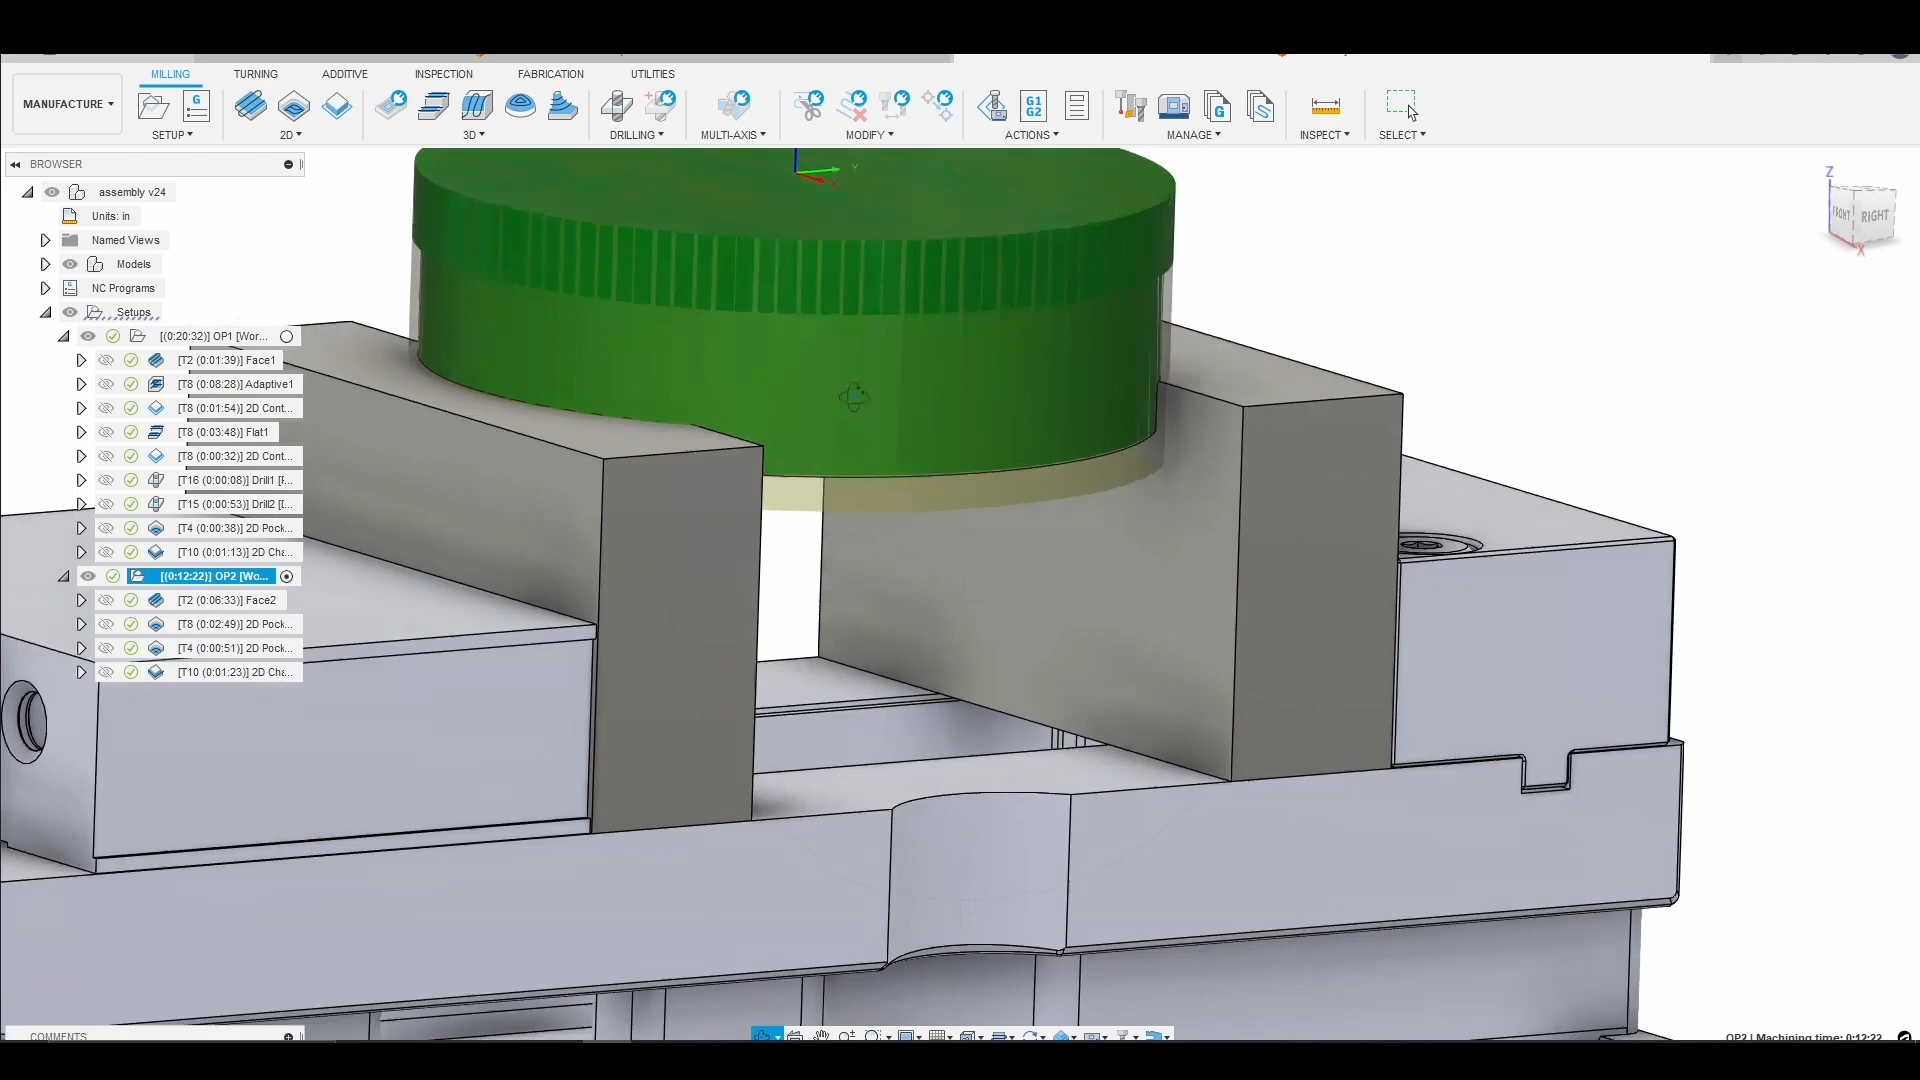 MILLING TURNING ADDITIVE INSPECTION FABRICATION UTILITIES
MANUFACTURE
SETUP 2D 3D DRILLING MULTI-AXIS MODIFY ACTIONS MANAGE INSPECT SELECT
G
G1
G2
G
BROWSER
assembly v24
Units: in
Named Views
Models
NC Programs
Setups
[(0:20:32)] OP1 [Wor...
[T2 (0:01:39)] Face1
[T8 (0:08:28)] Adaptive1
[T8 (0:01:54)] 2D Cont...
[T8 (0:03:48)] Flat1
[T8 (0:00:32)] 2D Cont...
[T16 (0:00:08)] Drill1 [F...
[T15 (0:00:53)] Drill2 [D...
[T4 (0:00:38)] 2D Pock...
[T10 (0:01:13)] 2D Cha...
[(0:12:22)] OP2 [Wo...
[T2 (0:06:33)] Face2
[T8 (0:02:49)] 2D Pock...
[T4 (0:00:51)] 2D Pock...
[T10 (0:01:23)] 2D Cha...
Y
X
Z
FRONT
RIGHT
X
COMMENTS
OP2 | Machining time: 0:12:22